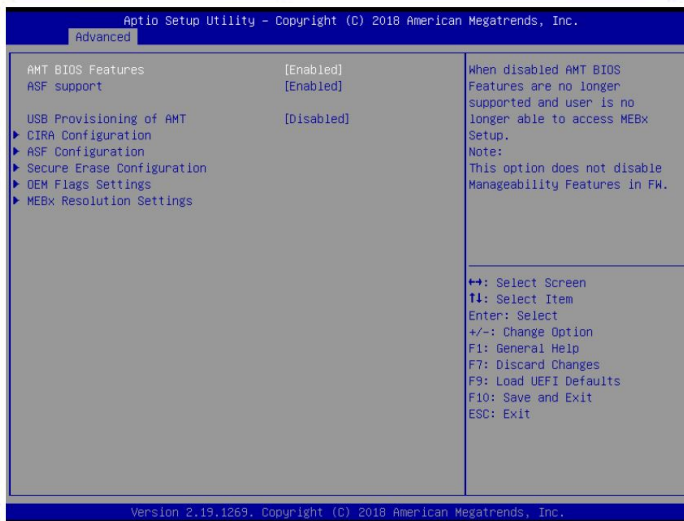 Aptio Setup Utility – Copyright (C) 2018 American Megatrends, Inc.
Advanced
AMT BIOS Features [Enabled]
ASF support [Enabled]
USB Provisioning of AMT [Disabled]
▶ CIRA Configuration
▶ ASF Configuration
▶ Secure Erase Configuration
▶ OEM Flags Settings
▶ MEBx Resolution Settings
When disabled AMT BIOS
Features are no longer
supported and user is no
longer able to access MEBx
Setup.
Note:
This option does not disable
Manageability Features in FW.
↔: Select Screen
↑↓: Select Item
Enter: Select
+/-: Change Option
F1: General Help
F7: Discard Changes
F9: Load UEFI Defaults
F10: Save and Exit
ESC: Exit
Version 2.19.1269. Copyright (C) 2018 American Megatrends, Inc.